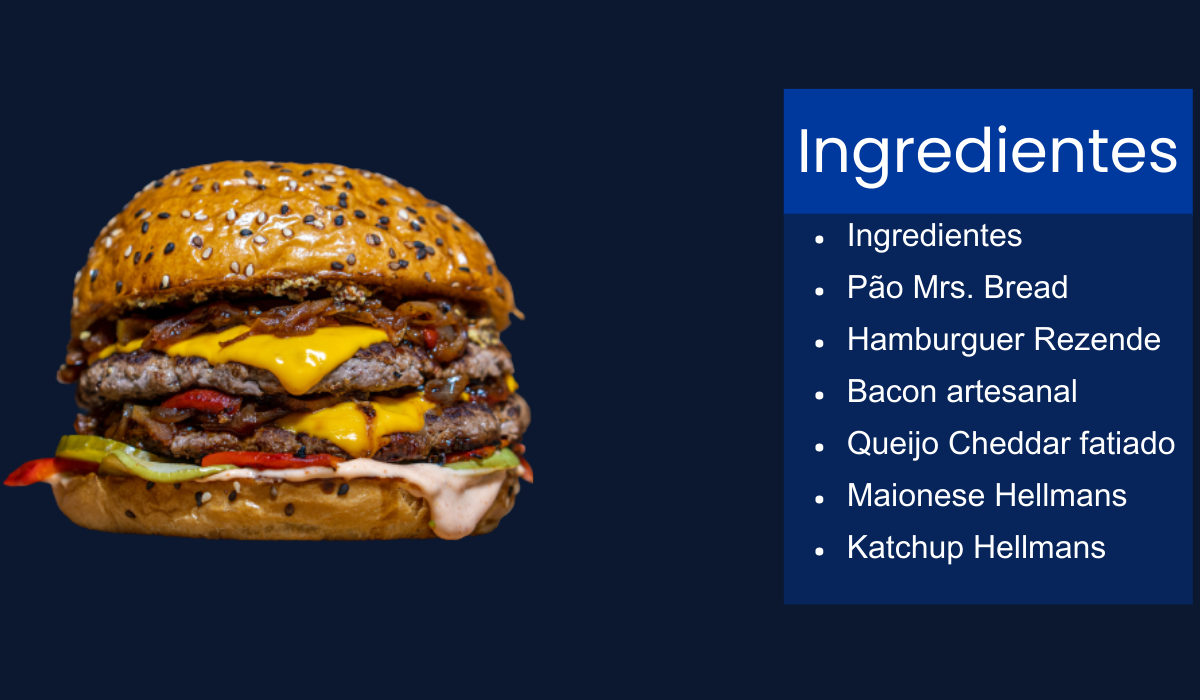 Ingredientes
Ingredientes
Pão Mrs. Bread
Hamburguer Rezende
Bacon artesanal
Queijo Cheddar fatiado
Maionese Hellmans
Katchup Hellmans